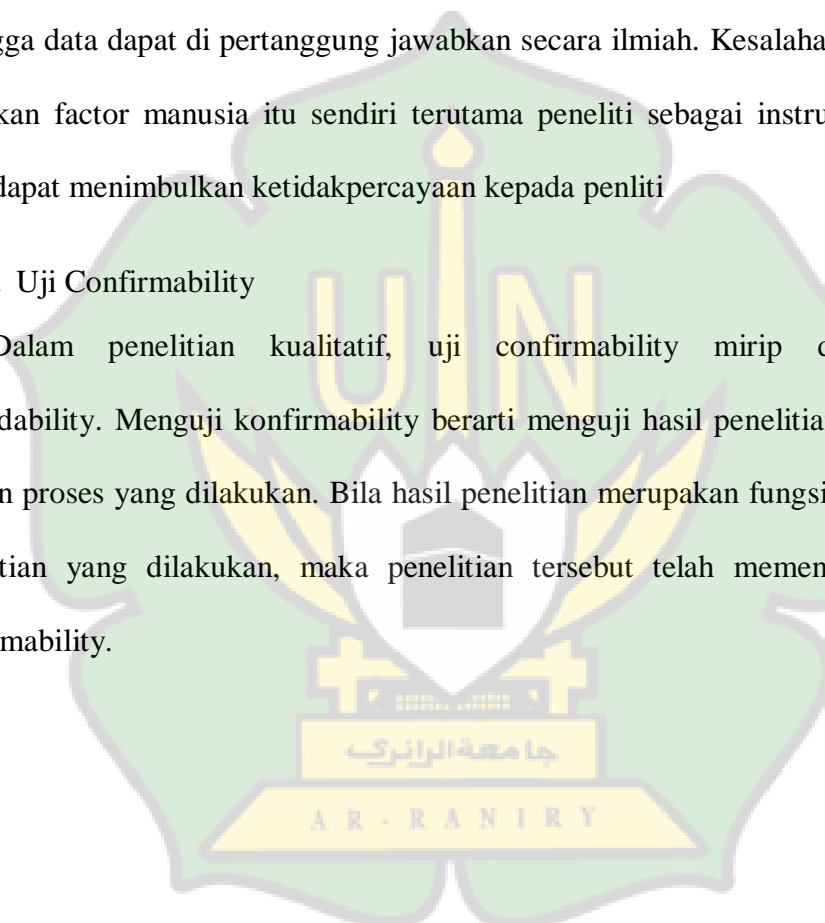 gga data dapat di pertanggung jawabkan secara ilmiah. Kesalaha
kan factor manusia itu sendiri terutama peneliti sebagai instru
dapat menimbulkan ketidakpercayaan kepada penliti
. Uji Confirmability
Dalam penelitian kualitatif, uji confirmability mirip d
dability. Menguji konfirmability berarti menguji hasil penelitia
n proses yang dilakukan. Bila hasil penelitian merupakan fungsi
tian yang dilakukan, maka penelitian tersebut telah memen
mability.
UIN
جامعة الرانري
AR-RANIRY